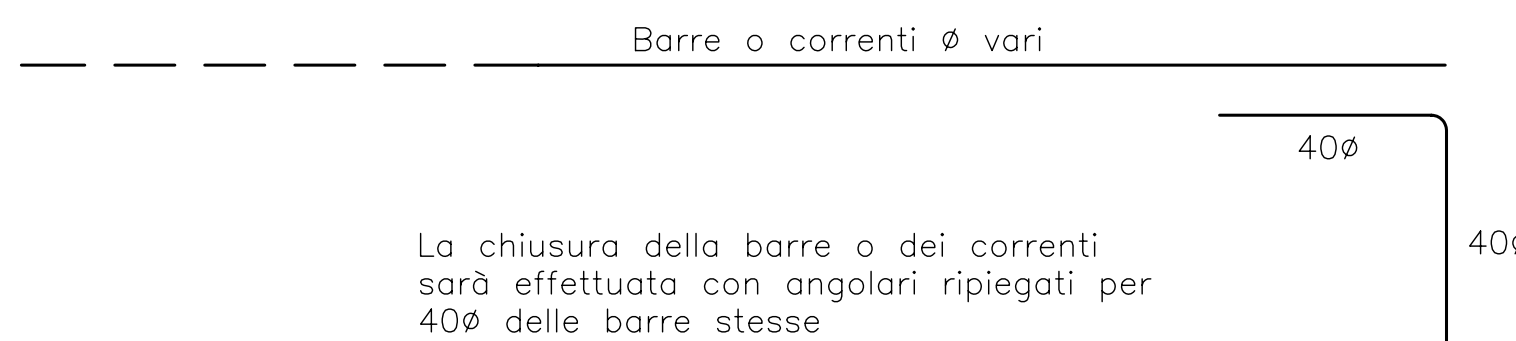 Barre o correnti ø vari
40ø
40ø
La chiusura della barre o dei correnti
sarà effettuata con angolari ripiegati per
40ø delle barre stesse